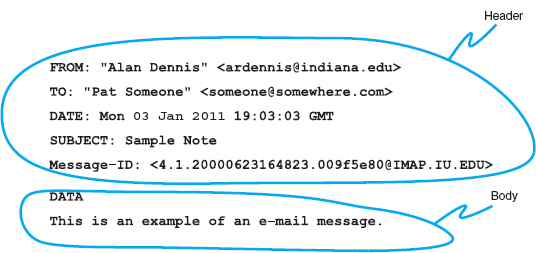 Header
FROM: "Alan Dennis" <ardennis@indiana.edu>
TO: "Pat Someone" <someone@somewhere.com>
DATE: Mon 03 Jan 2011 19:03:03 GMT
SUBJECT: Sample Note
Message-ID: <4.1.20000623164823.009f5e80@IMAP.IU.EDU>
DATA
Body
This is an example of an e-mail message.